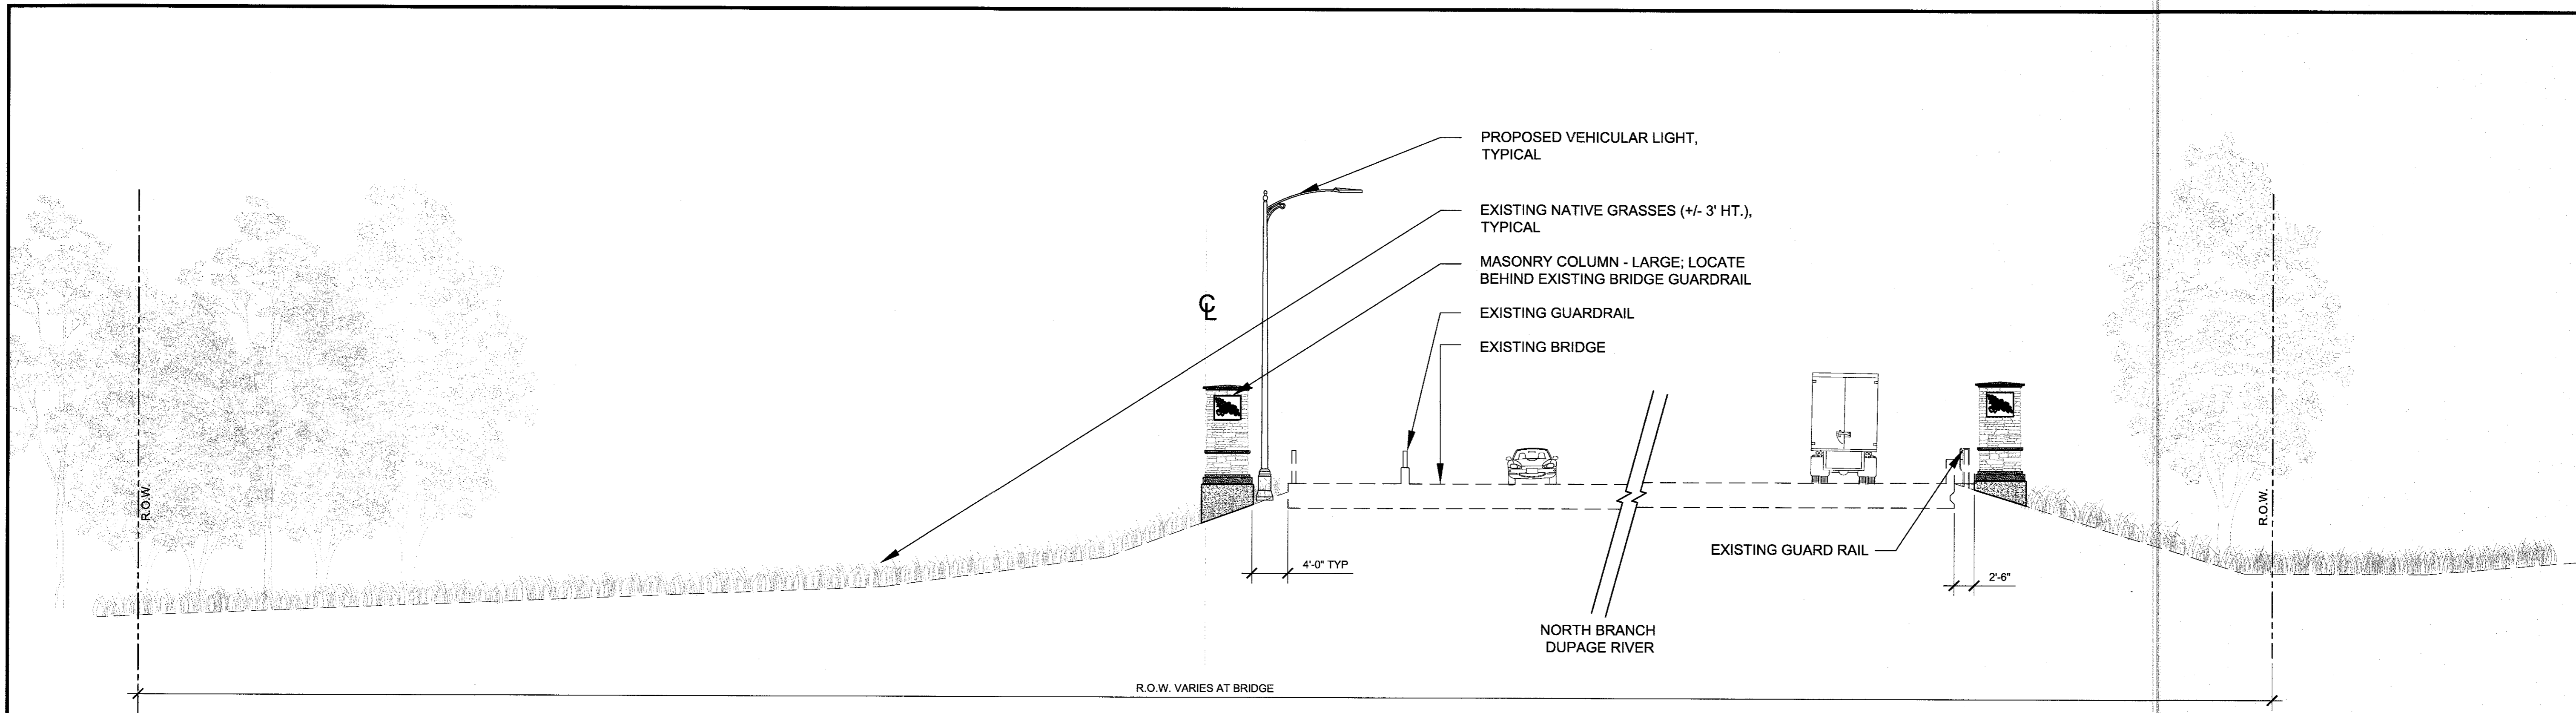 PROPOSED VEHICULAR LIGHT,
TYPICAL
EXISTING NATIVE GRASSES (+/- 3' HT.),
TYPICAL
MASONRY COLUMN - LARGE; LOCATE
BEHIND EXISTING BRIDGE GUARDRAIL
EXISTING GUARDRAIL
EXISTING BRIDGE
CL
R.O.W.
R.O.W.
EXISTING GUARD RAIL
4'-0" TYP
2'-6"
NORTH BRANCH
DUPAGE RIVER
R.O.W. VARIES AT BRIDGE